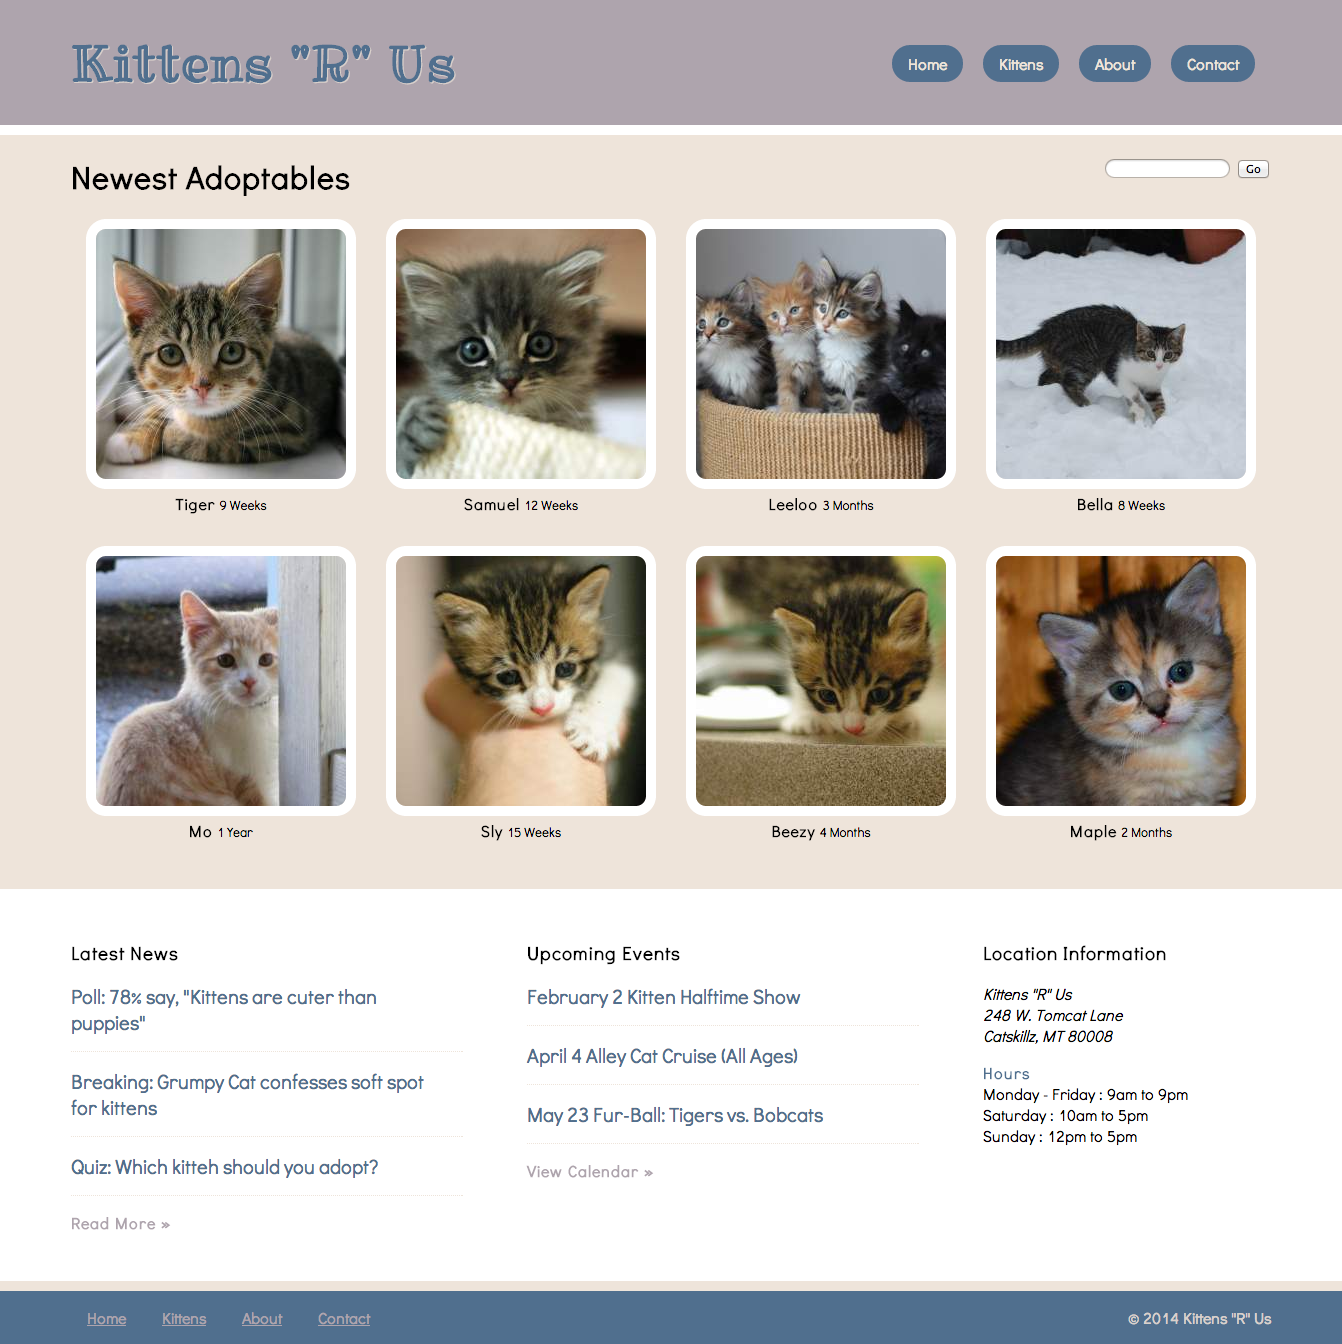 Kittens "R" Us
Home
Kittens
About
Contact
Newest Adoptables
Go
Tiger 9 Weeks
Samuel 12 Weeks
Leeloo 3 Months
Bella 8 Weeks
Mo 1 Year
Sly 15 Weeks
Beezy 4 Months
Maple 2 Months
Latest News
Poll: 78% say, "Kittens are cuter than
puppies"
Breaking: Grumpy Cat confesses soft spot
for kittens
Quiz: Which kitteh should you adopt?
Read More »
Upcoming Events
February 2 Kitten Halftime Show
April 4 Alley Cat Cruise (All Ages)
May 23 Fur-Ball: Tigers vs. Bobcats
View Calendar »
Location Information
Kittens "R" Us
248 W. Tomcat Lane
Catskillz, MT 80008
Hours
Monday - Friday : 9am to 9pm
Saturday : 10am to 5pm
Sunday : 12pm to 5pm
Home
Kittens
About
Contact
© 2014 Kittens "R" Us